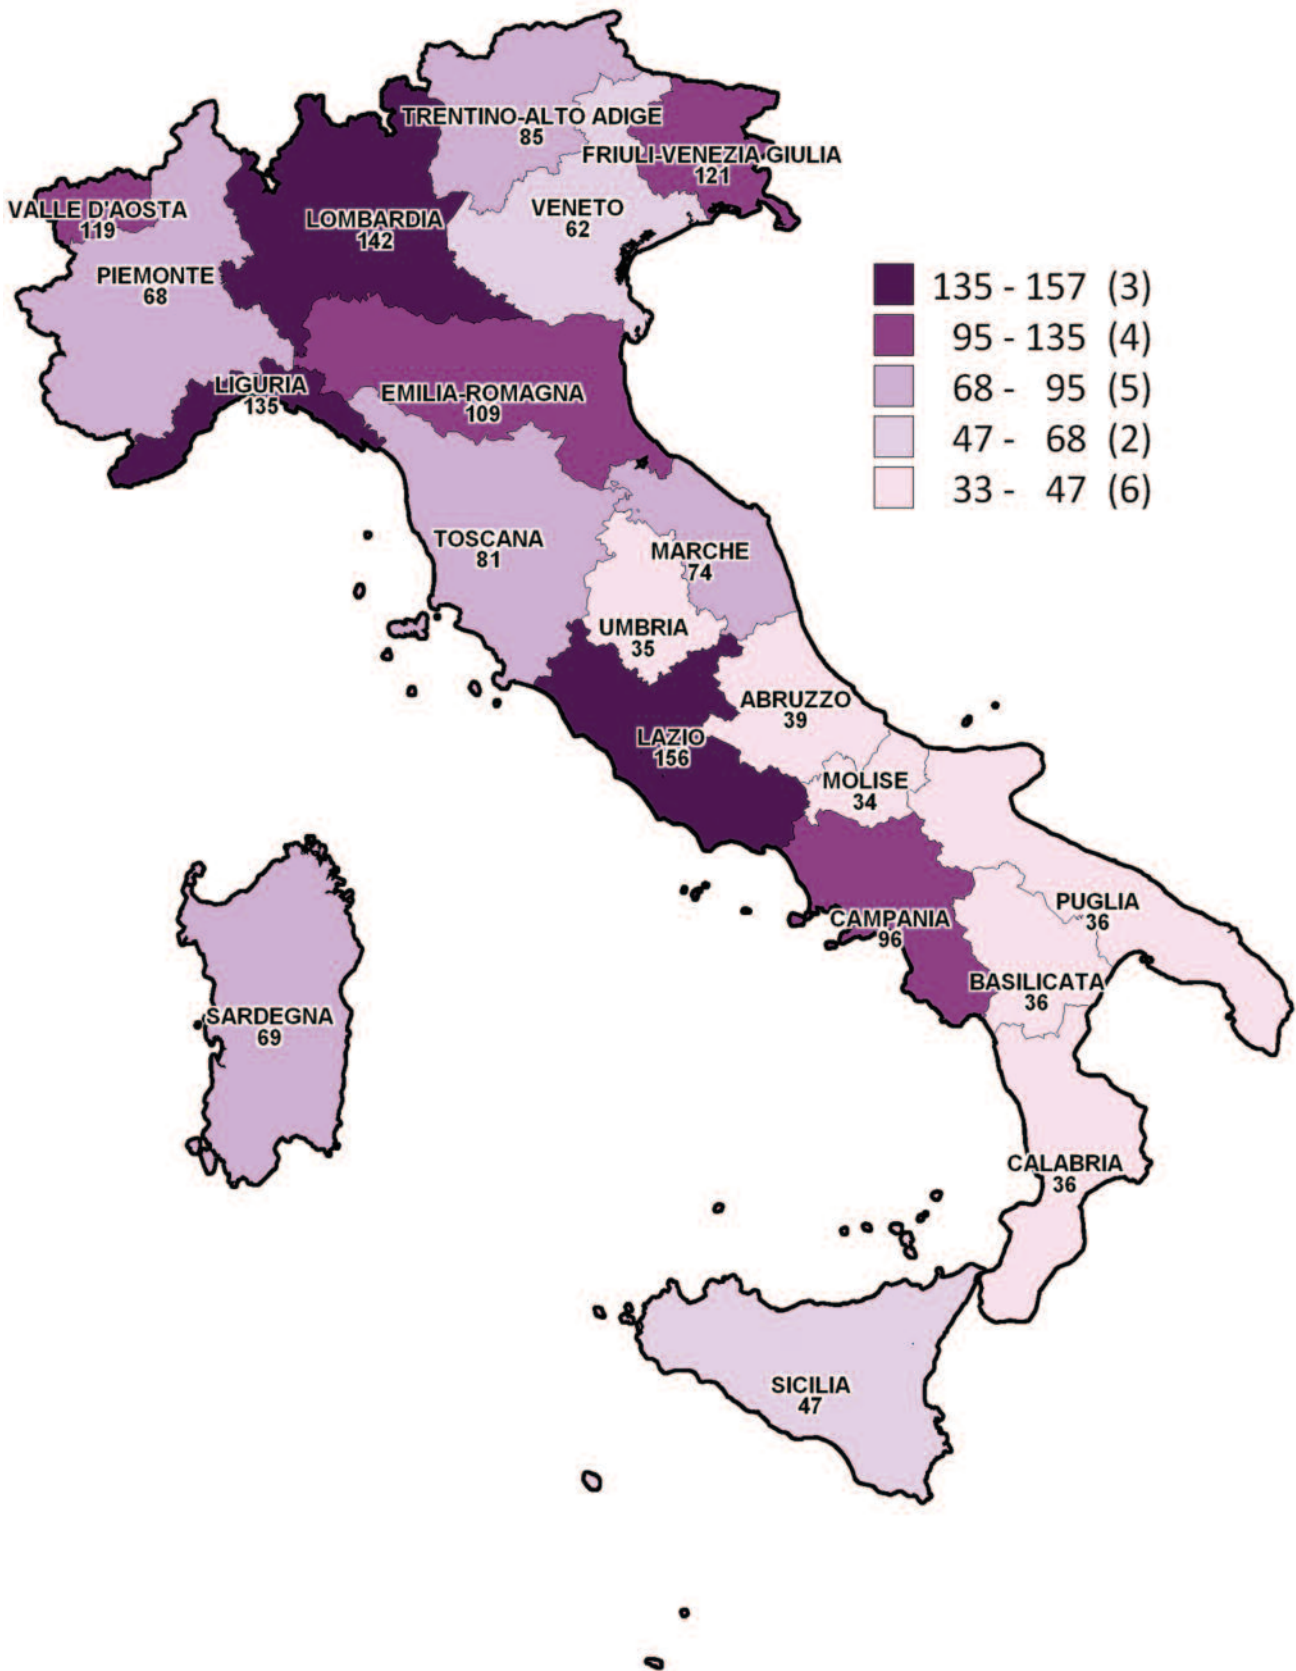 TRENTINO-ALTO ADIGE
85
FRIULI-VENEZIA GIULIA
121
VALLE D'AOSTA
119
LOMBARDIA
142
VENETO
62
PIEMONTE
68
LIGURIA
135
EMILIA-ROMAGNA
109
135 - 157 (3)
95 - 135 (4)
68 - 95 (5)
47 - 68 (2)
33 - 47 (6)
TOSCANA
81
MARCHE
74
UMBRIA
35
ABRUZZO
39
LAZIO
156
MOLISE
34
CAMPANIA
96
PUGLIA
36
BASILICATA
36
SARDEGNA
69
CALABRIA
36
SICILIA
47